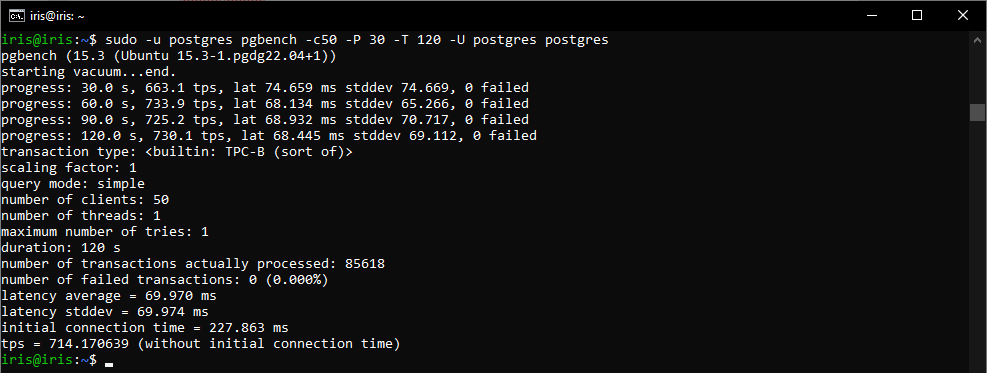 iris@iris: ~
iris@iris:~$ sudo -u postgres pgbench -c50 -P 30 -T 120 -U postgres postgres
pgbench (15.3 (Ubuntu 15.3-1.pgdg22.04+1))
starting vacuum...end.
progress: 30.0 s, 663.1 tps, lat 74.659 ms stddev 74.669, 0 failed
progress: 60.0 s, 733.9 tps, lat 68.134 ms stddev 65.266, 0 failed
progress: 90.0 s, 725.2 tps, lat 68.932 ms stddev 70.717, 0 failed
progress: 120.0 s, 730.1 tps, lat 68.445 ms stddev 69.112, 0 failed
transaction type: <builtin: TPC-B (sort of)>
scaling factor: 1
query mode: simple
number of clients: 50
number of threads: 1
maximum number of tries: 1
duration: 120 s
number of transactions actually processed: 85618
number of failed transactions: 0 (0.000%)
latency average = 69.970 ms
latency stddev = 69.974 ms
initial connection time = 227.863 ms
tps = 714.170639 (without initial connection time)
iris@iris:~$